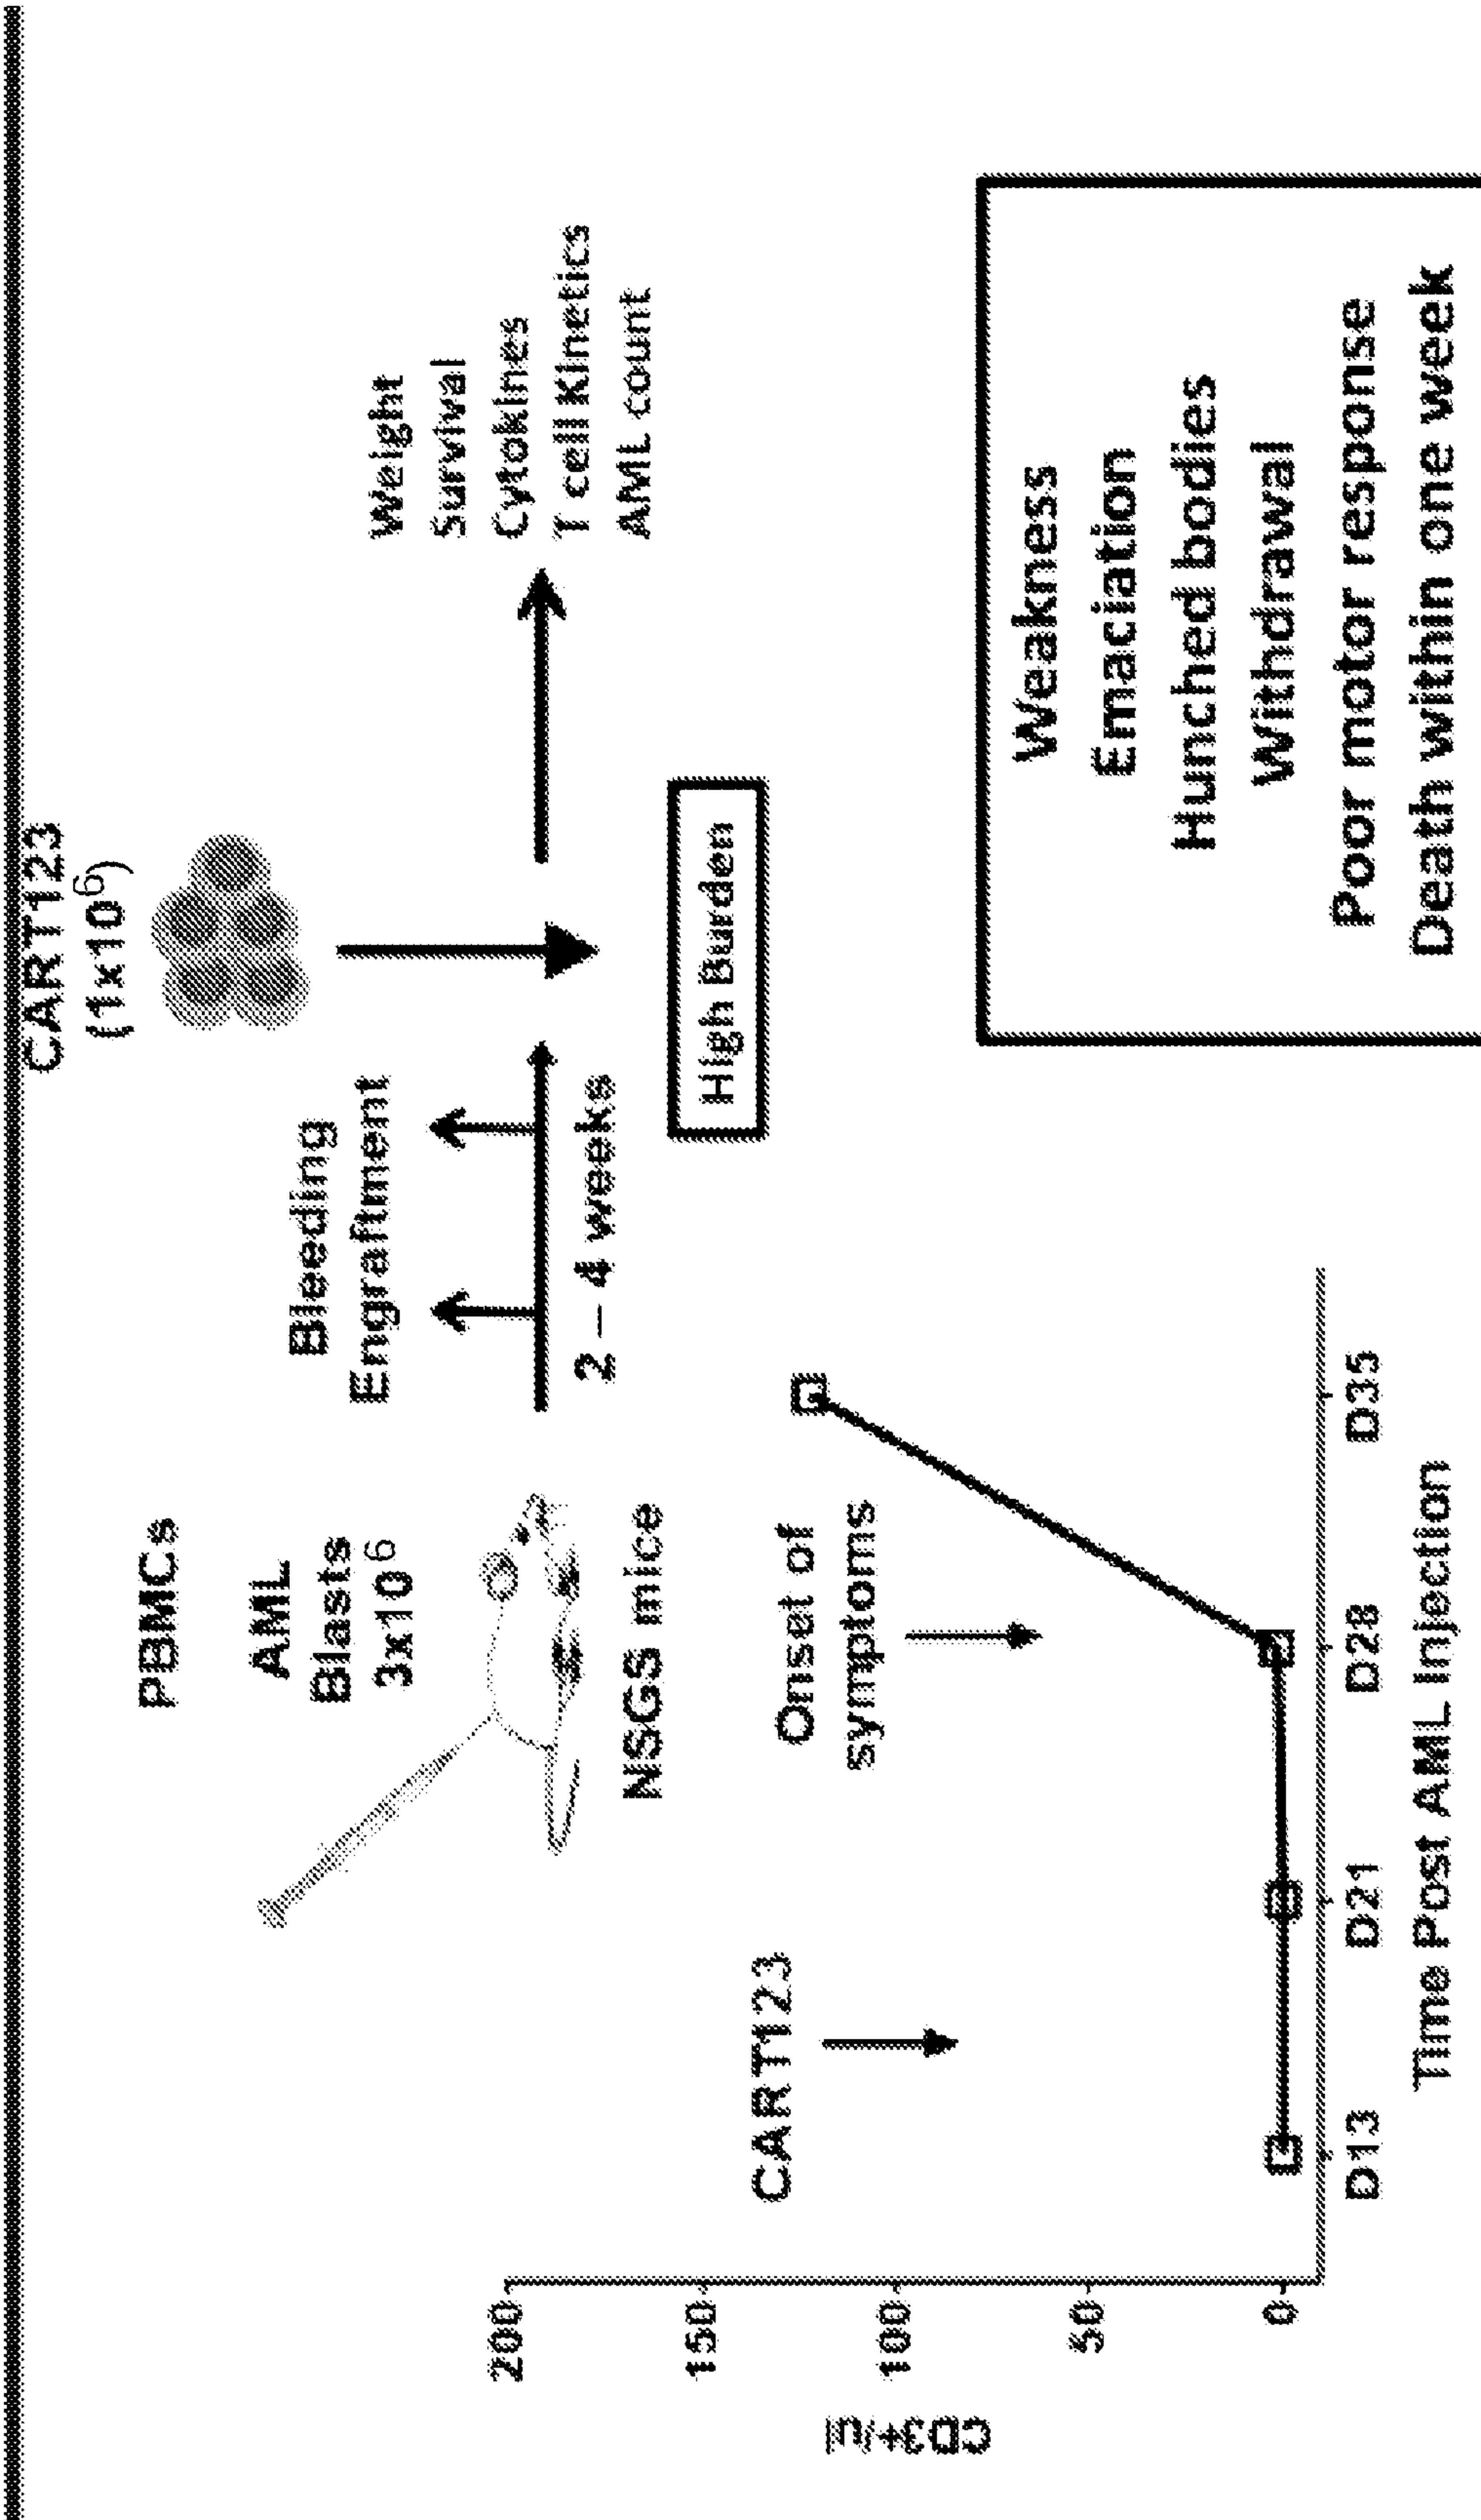 CART123
(1x10⁶)
PBMCs
AML
Blasts
3x10⁶
NSGS mice
Bleeding
Engraftment
2 – 4 weeks
High Burden
Weight
Survival
Cytokines
T cell Kinetics
AML count
CD3+/ul
200
150
100
50
0
CART123
Onset of
symptoms
D13
D21
D28
D35
Time Post AML Injection
Weakness
Emaciation
Hunched bodies
Withdrawal
Poor motor response
Death within one week